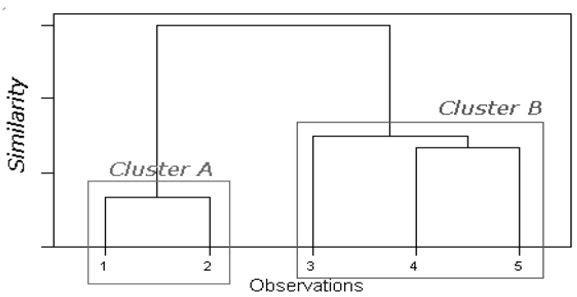 Similarity
Cluster B
Cluster A
1 2 3 4 5
Observations